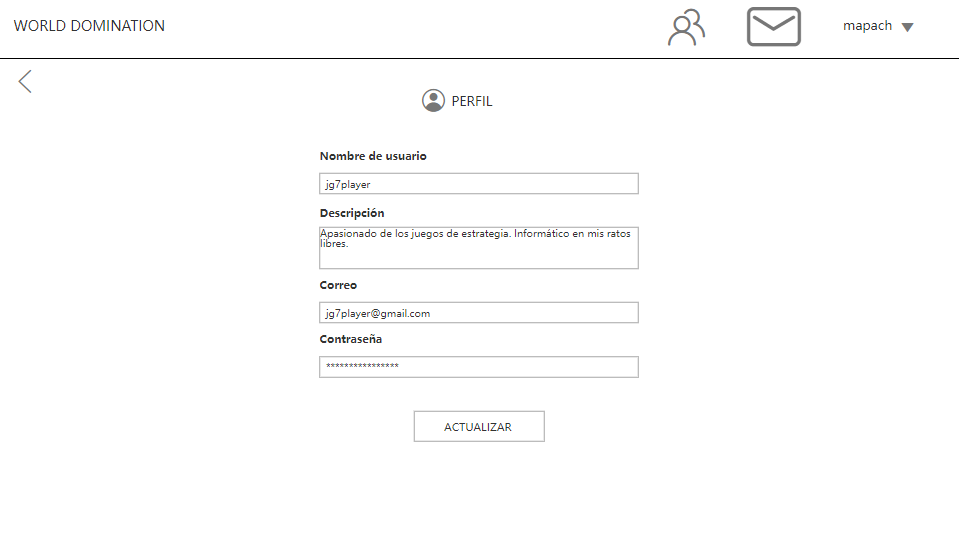 WORLD DOMINATION
mapach
PERFIL
Nombre de usuario
jg7player
Descripción
Apasionado de los juegos de estrategia. Informático en mis ratos
libres.
Correo
jg7player@gmail.com
Contraseña
***************
ACTUALIZAR